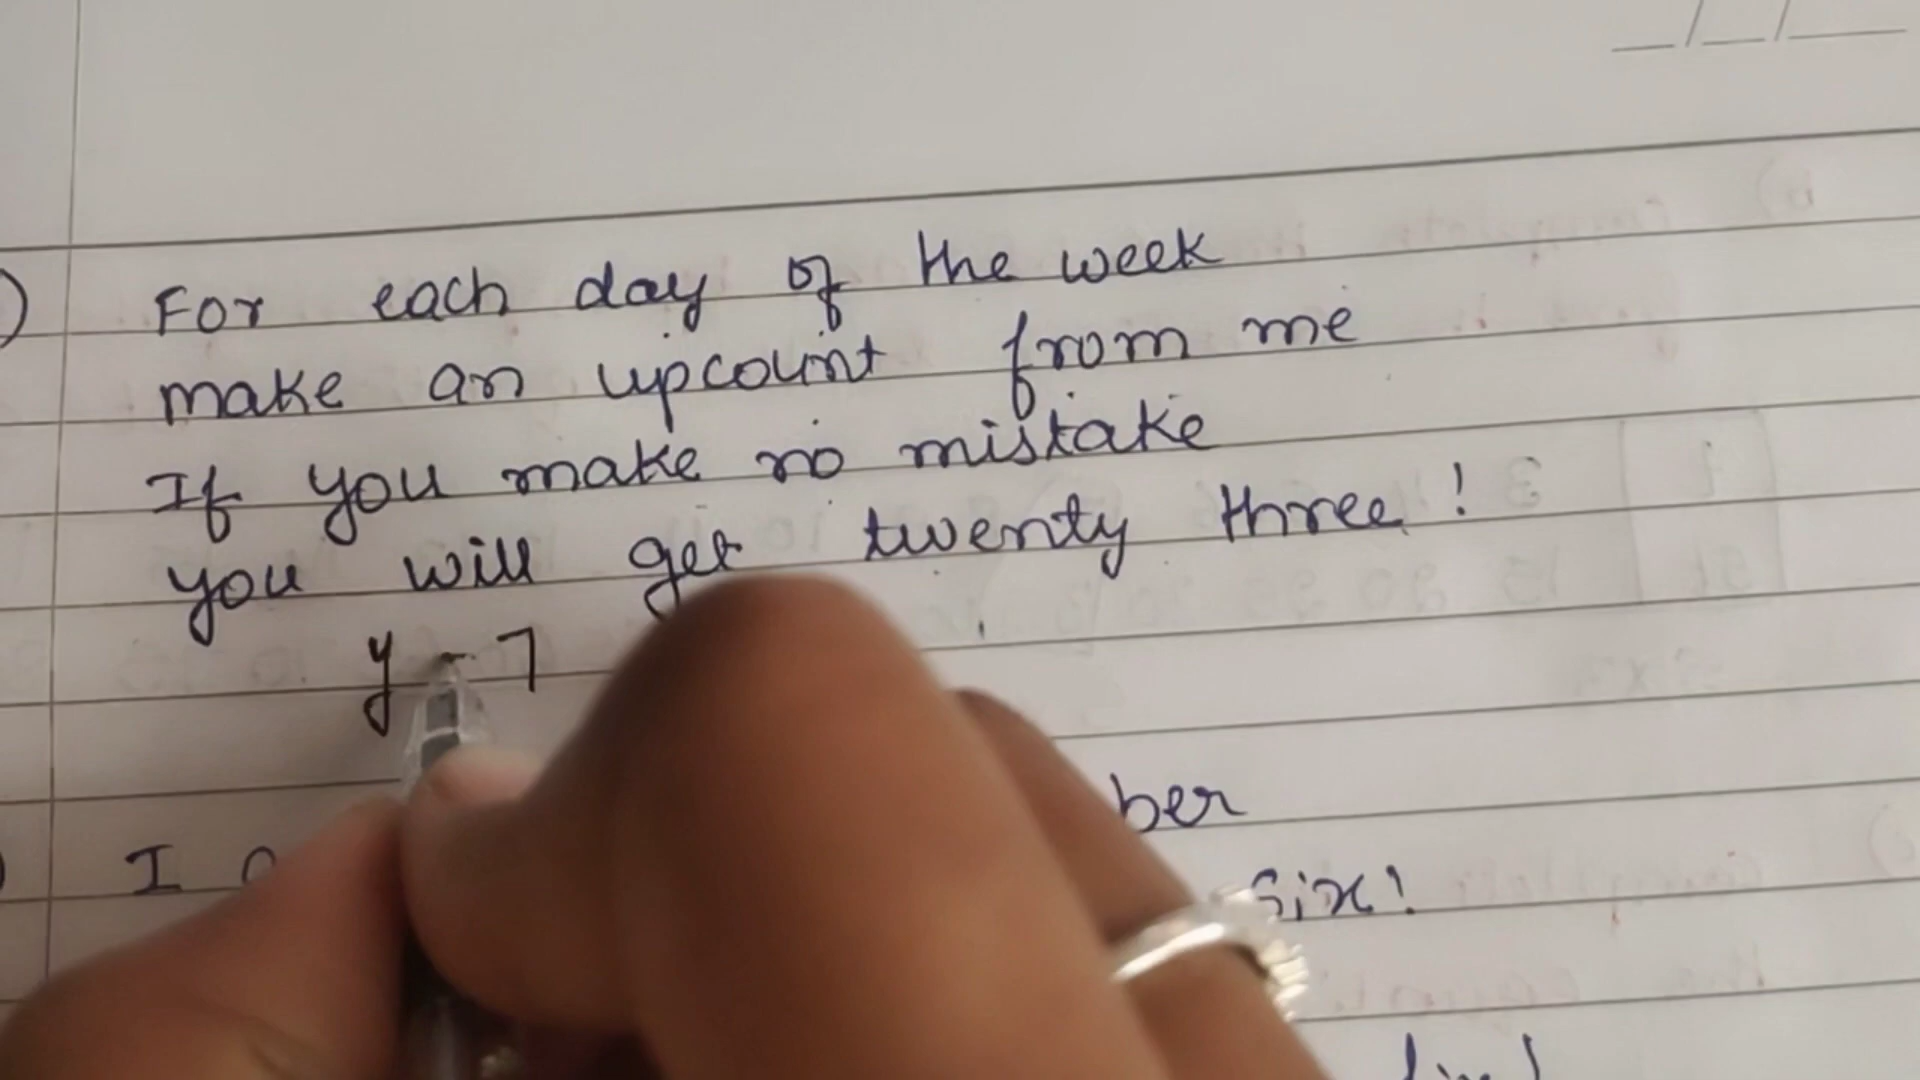 ) For each day of the week
make an upcount from me
If you make no mistake
you will get twenty three!
y - 7
I
six!